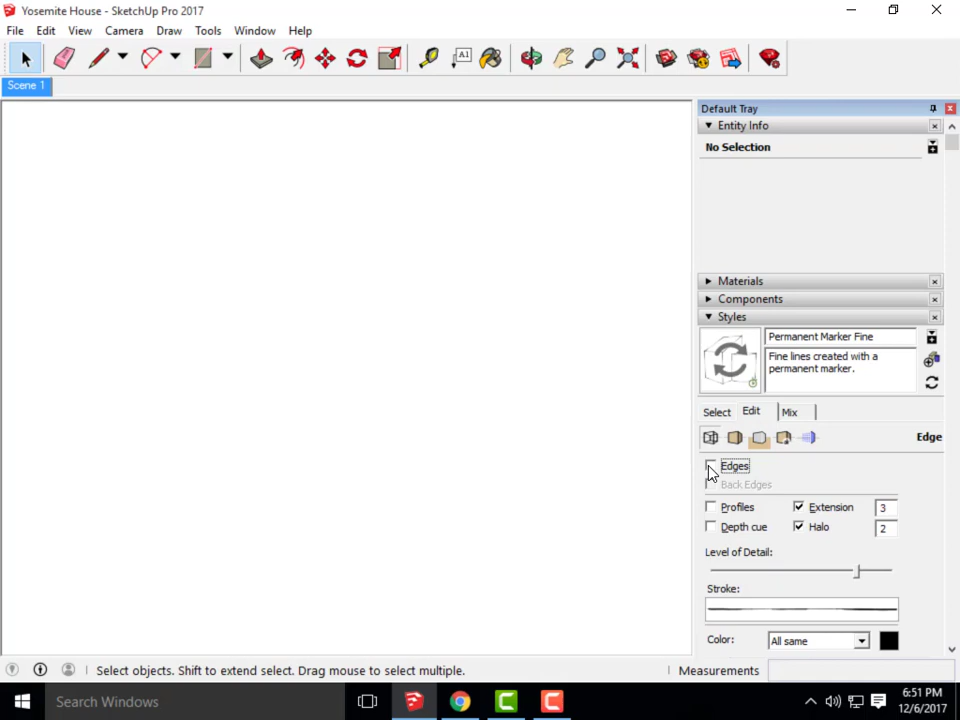 Yosemite House - SketchUp Pro 2017
File Edit View Camera Draw Tools Window Help
A1
Scene 1
Default Tray
Entity Info
No Selection
Materials
Components
Styles
Permanent Marker Fine
Fine lines created with a
permanent marker.
Select Edit Mix
Edge
Edges
Back Edges
Profiles Extension 3
Depth cue Halo 2
Level of Detail:
Stroke:
Color: All same
Select objects. Shift to extend select. Drag mouse to select multiple. Measurements
Search Windows
6:51 PM
12/6/2017